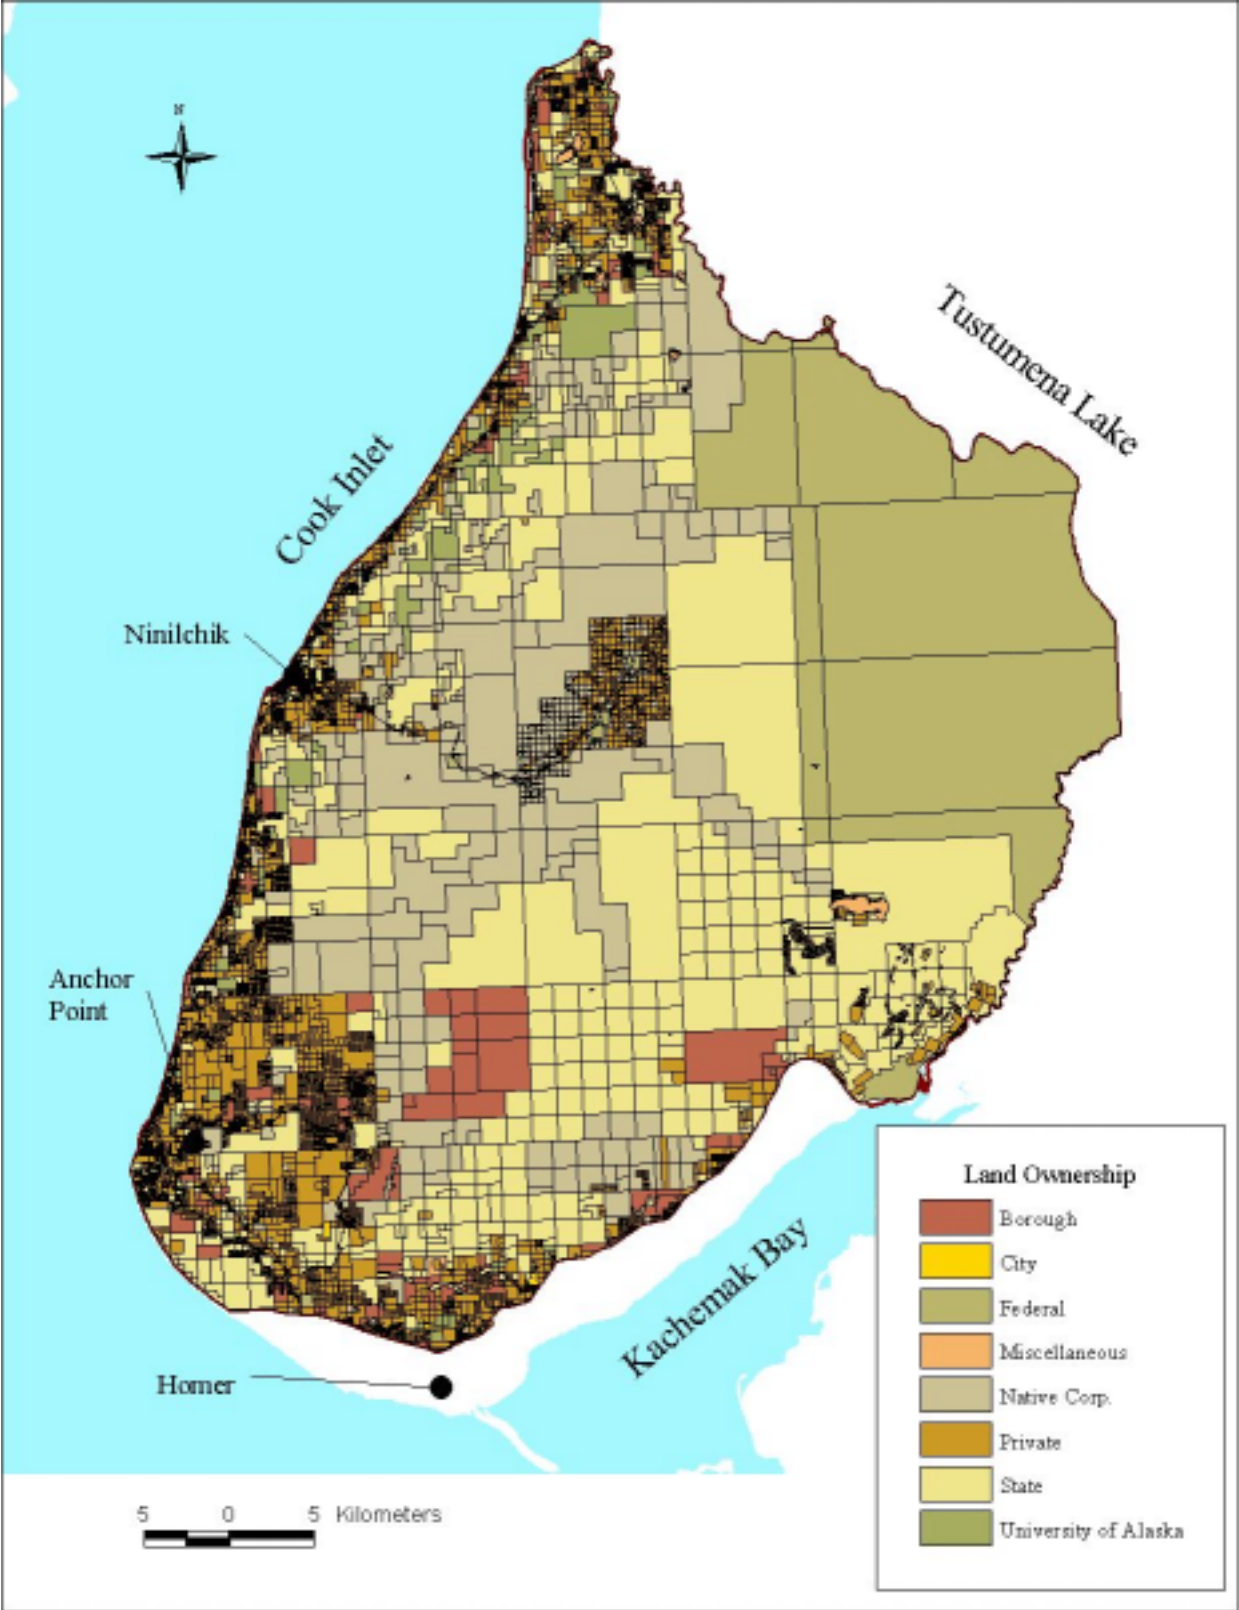 N
Tustumena Lake
Cook Inlet
Ninilchik
Anchor
Point
Kachemak Bay
Homer
Land Ownership
Borough
City
Federal
Miscellaneous
Native Corp.
Private
State
University of Alaska
5 0 5 Kilometers